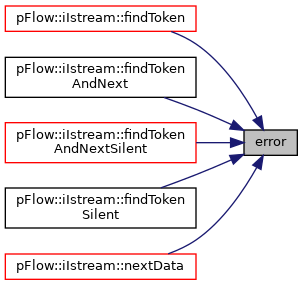 pFlow::iIstream::findToken
pFlow::iIstream::findToken
AndNext
pFlow::iIstream::findToken
AndNextSilent
error
pFlow::iIstream::findToken
Silent
pFlow::iIstream::nextData